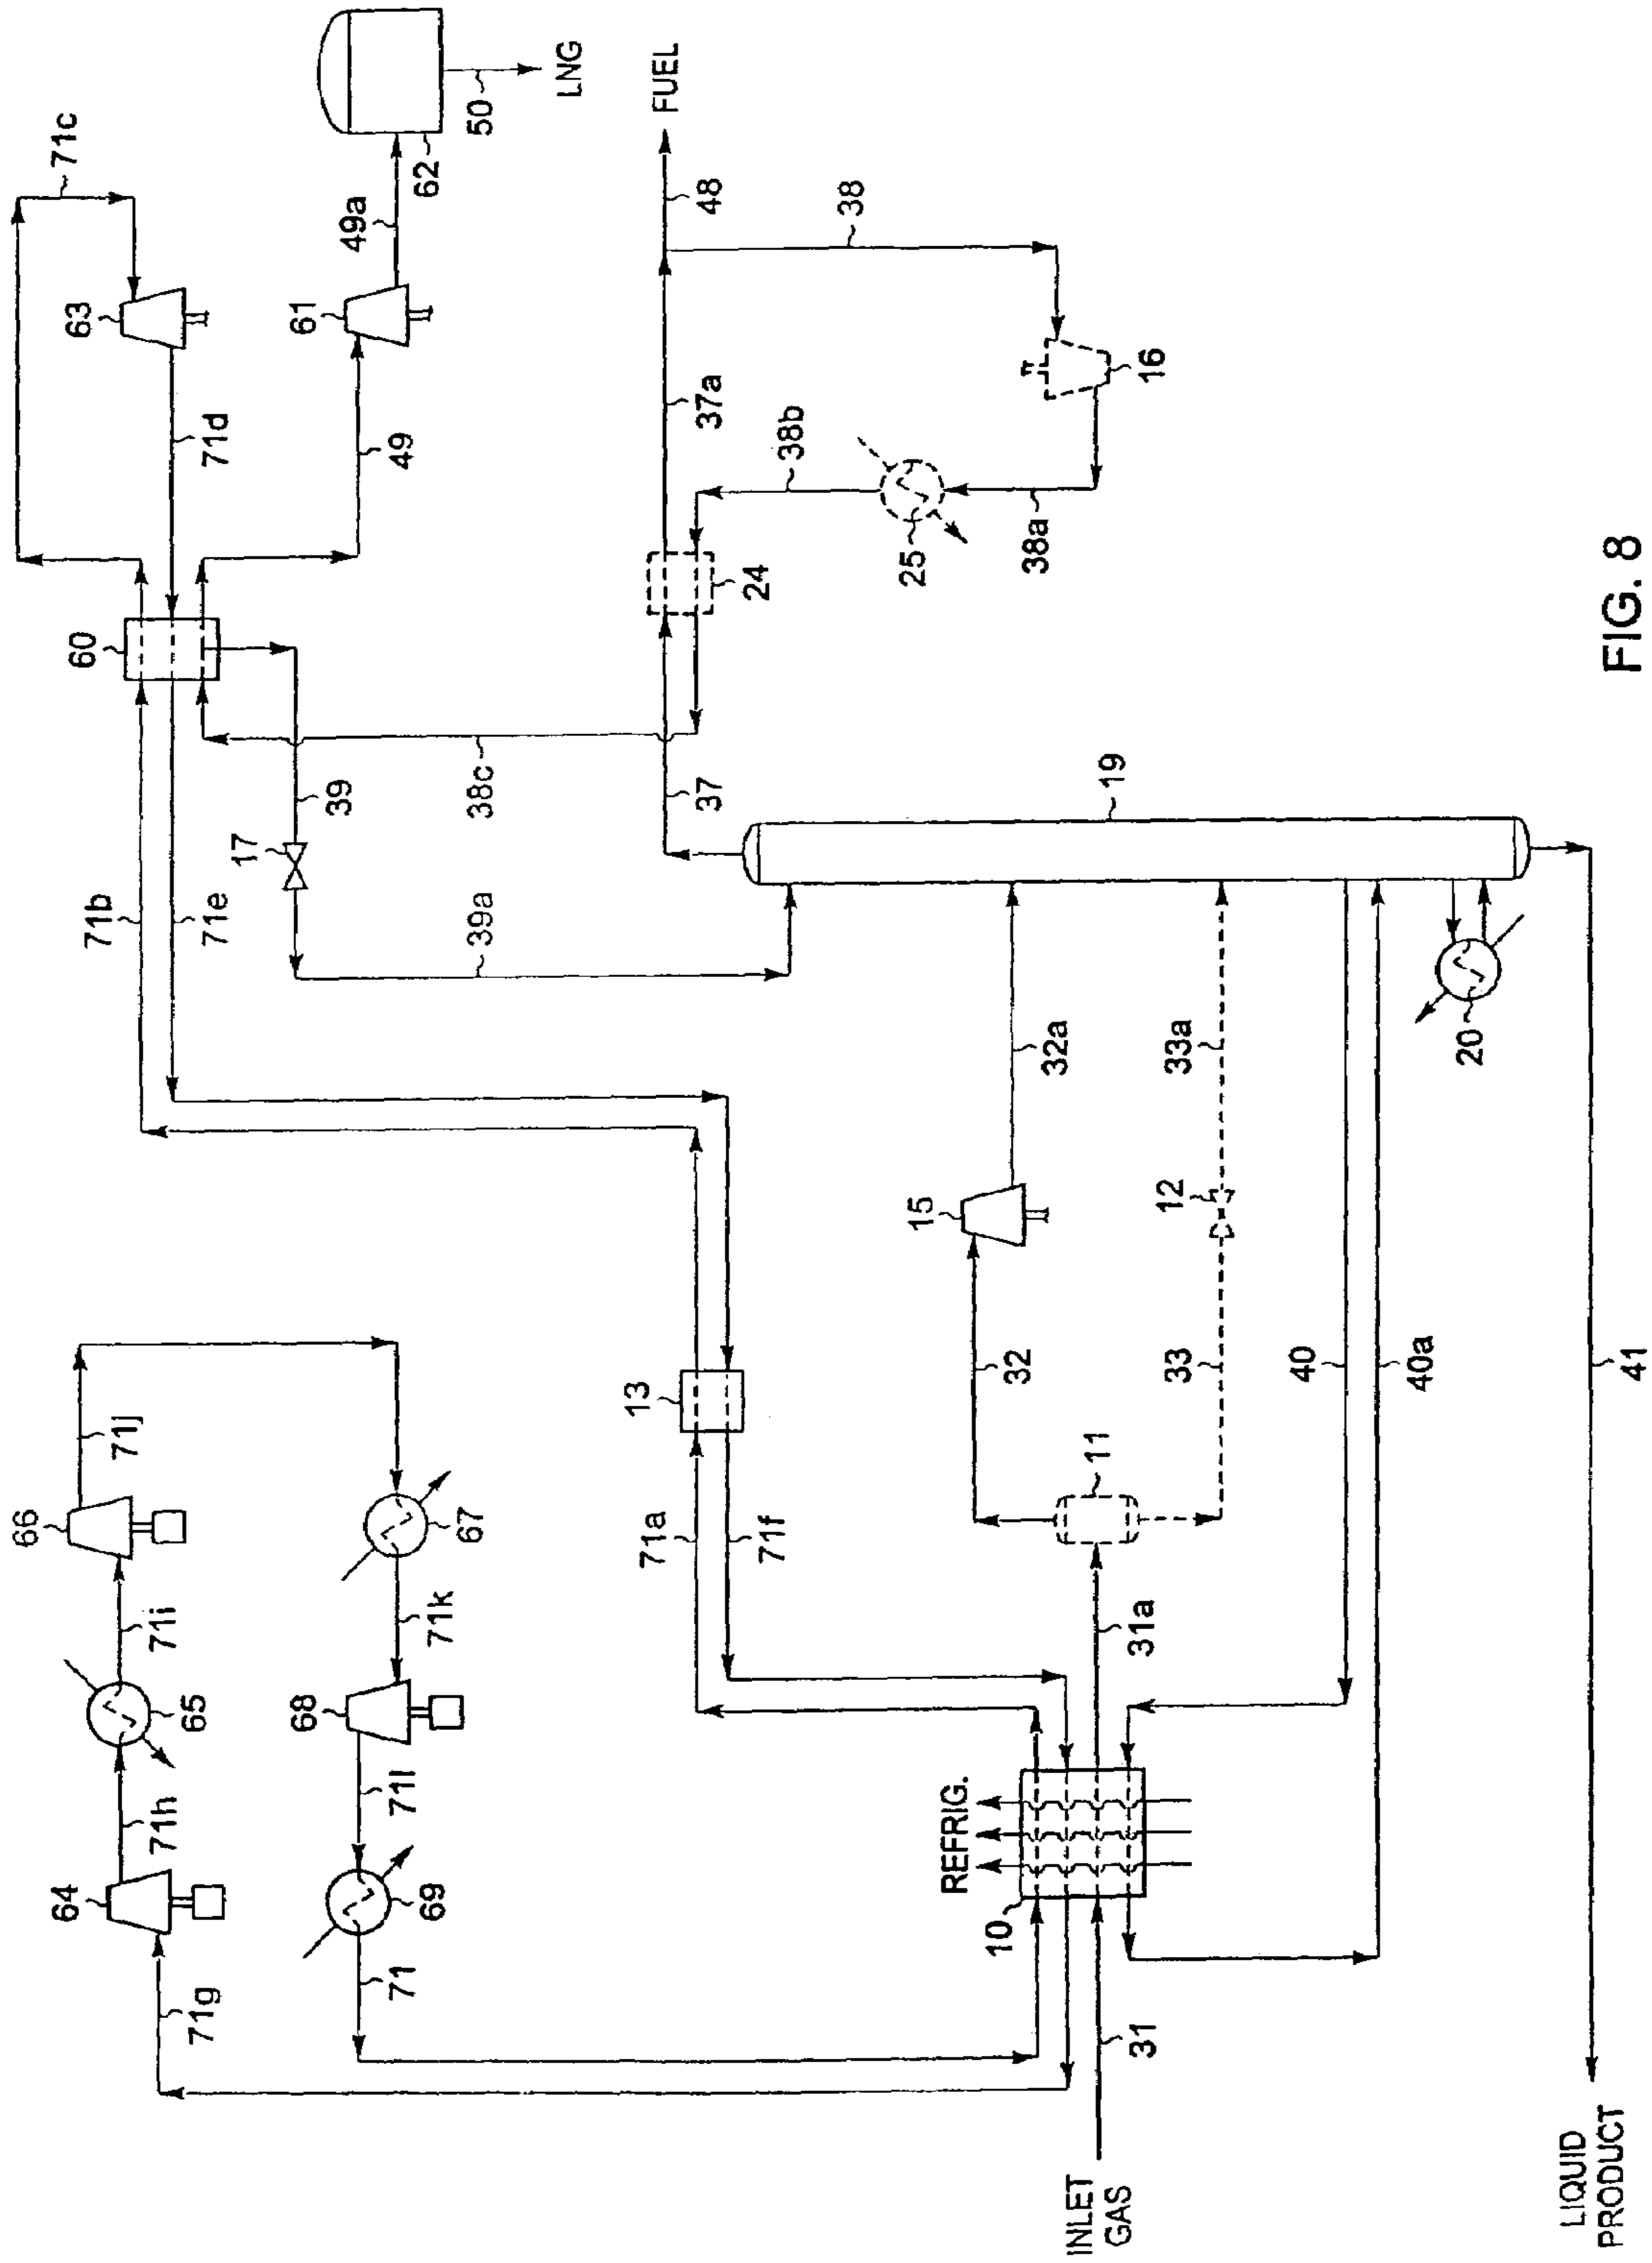 71g
64
71h
65
71i
66
71j
67
71k
68
71l
69
71
71b
71e
60
71d
63
71c
61
49
49a
62
50
LNG
17
39
38c
39a
13
71a
71f
37
24
37a
48
FUEL
38
38b
25
38a
16
15
32
32a
11
31a
12
33
33a
19
20
REFRIG.
10
31
INLET
GAS
40
40a
41
LIQUID
PRODUCT
FIG. 8